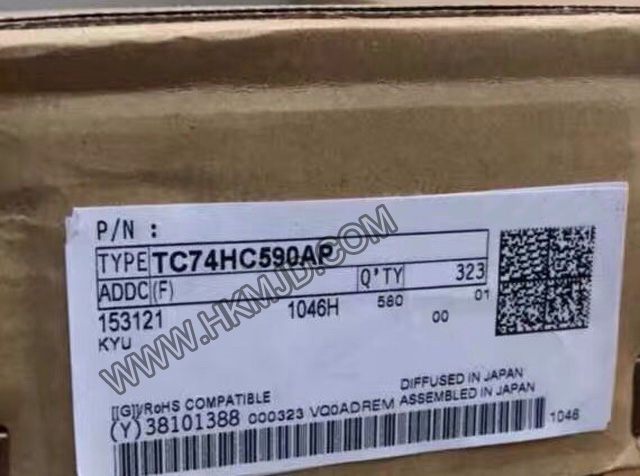 P/N :
TYPE TC74HC590AP
ADDC (F) Q'TY 323
153121 1046H 580 01
KYU 00
WWW.HKMJD.COM
[[G]]/RoHS COMPATIBLE DIFFUSED IN JAPAN
(Y)38101388 000323 VQ0ADREM ASSEMBLED IN JAPAN
1046